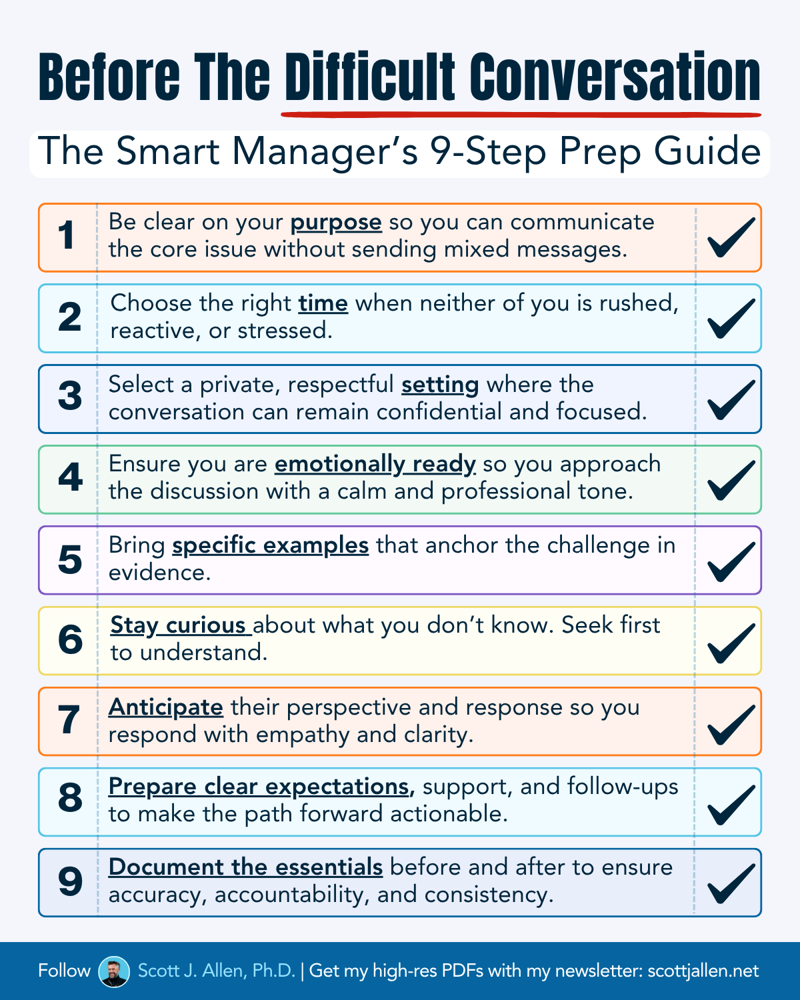 Before The Difficult Conversation
The Smart Manager’s 9-Step Prep Guide
1
Be clear on your purpose so you can communicate
the core issue without sending mixed messages.
2
Choose the right time when neither of you is rushed,
reactive, or stressed.
3
Select a private, respectful setting where the
conversation can remain confidential and focused.
4
Ensure you are emotionally ready so you approach
the discussion with a calm and professional tone.
5
Bring specific examples that anchor the challenge in
evidence.
6
Stay curious about what you don’t know. Seek first
to understand.
7
Anticipate their perspective and response so you
respond with empathy and clarity.
8
Prepare clear expectations, support, and follow-ups
to make the path forward actionable.
9
Document the essentials before and after to ensure
accuracy, accountability, and consistency.
Follow Scott J. Allen, Ph.D. | Get my high-res PDFs with my newsletter: scottjallen.net